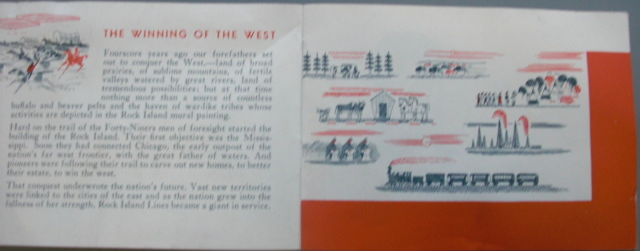 THE WINNING OF THE WEST
Fourscore years ago our forefathers set
out to conquer the West,—land of broad
prairies, of sublime mountains, of fertile
valleys watered by great rivers, land of
tremendous possibilities; but at that time
nothing more than a source of countless
buffalo and beaver pelts and the haven of war-like tribes whose
activities are depicted in the Rock Island mural painting.
Hard on the trail of the Forty-Niners men of foresight started the
building of the Rock Island. Their first objective was the Missis-
sippi. Soon they had connected Chicago, the early outpost of the
nation's far west frontier, with the great father of waters. And
pioneers were following their trail to carve out new homes, to better
their estate, to win the west.
That conquest underwrote the nation's future. Vast new territories
were linked to the cities of the east and as the nation grew into the
fullness of her strength, Rock Island Lines became a giant in service.